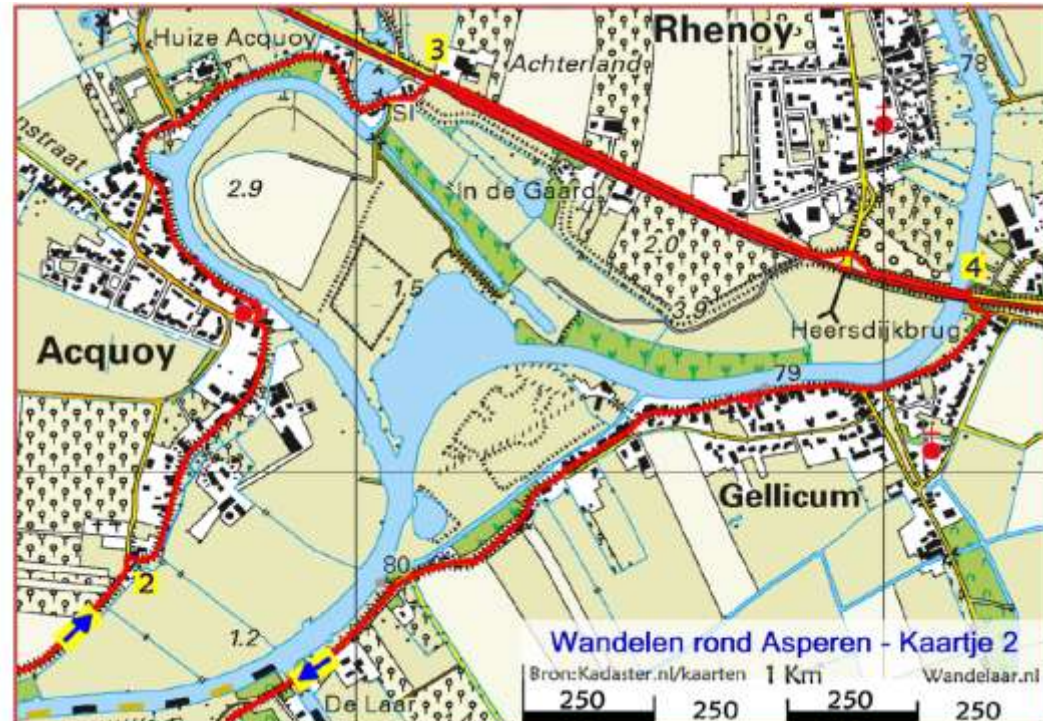 Rhenoy
Huize Acquoy
3
Achterland
78
Sl
nstraat
2.9
In de Gaard
2.0
1.5
3.9
4
Heersdijkbrug
Acquoy
79
Gellicum
2
80
1.2
De Laar
Wandelen rond Asperen - Kaartje 2
Bron:Kadaster.nl/kaarten 1 Km Wandelaar.nl
250 250 250 250